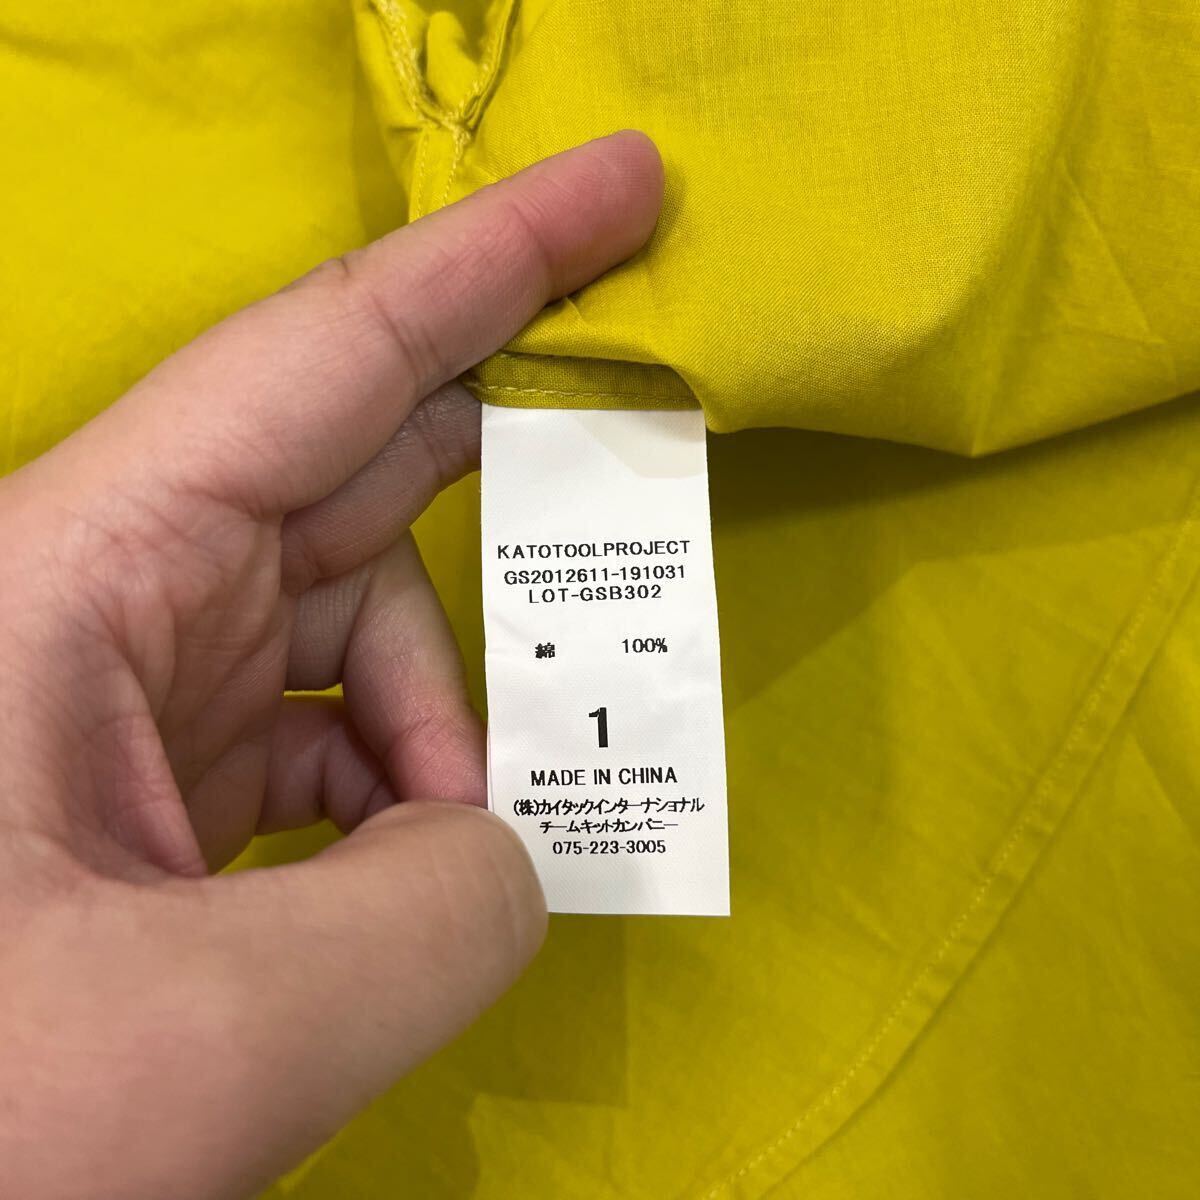 KATOTOOLPROJECT
GS2012611-191031
LOT-GSB302
綿 100%
1
MADE IN CHINA
(株)カイタックインターナショナル
チームキットカンパニー
075-223-3005